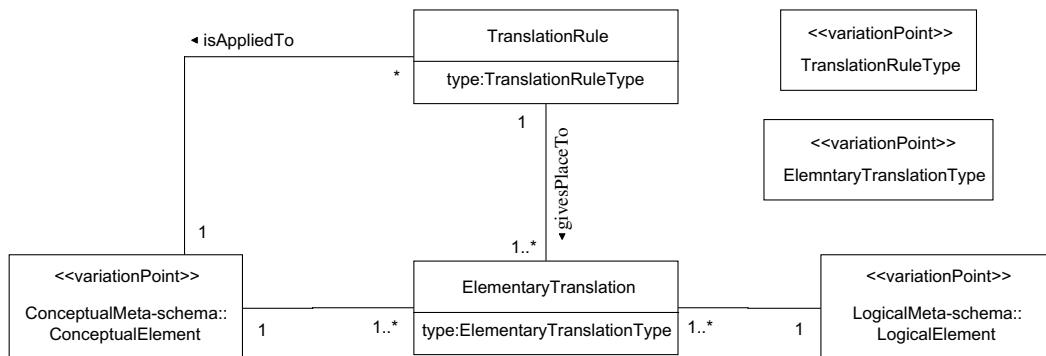 ◄ isAppliedTo
*
TranslationRule
type:TranslationRuleType
<<variationPoint>>
TranslationRuleType
<<variationPoint>>
ElemntaryTranslationType
1
givesPlaceTo
1
1..*
<<variationPoint>>
ConceptualMeta-schema::
ConceptualElement
1
1..*
ElementaryTranslation
type:ElementaryTranslationType
1..*
1
<<variationPoint>>
LogicalMeta-schema::
LogicalElement